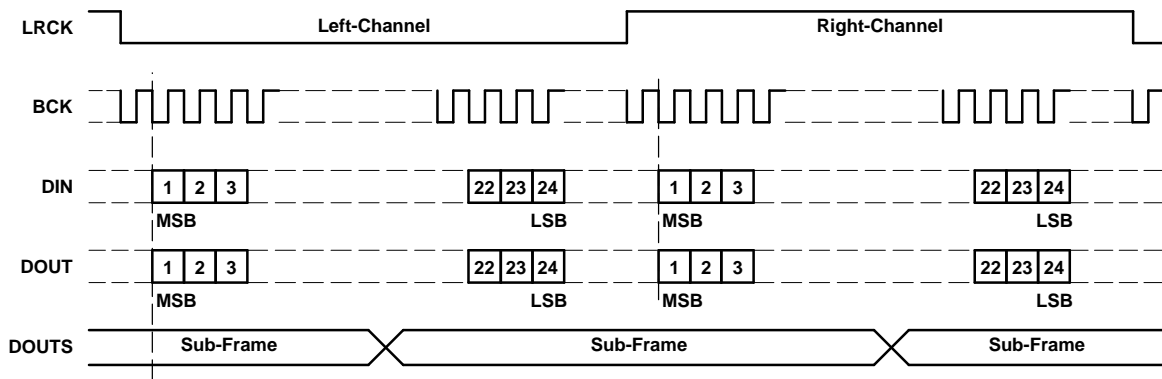 LRCK Left-Channel Right-Channel
BCK
DIN 1 2 3 22 23 24 1 2 3 22 23 24
MSB LSB MSB LSB
DOUT 1 2 3 22 23 24 1 2 3 22 23 24
MSB LSB MSB LSB
DOUTS Sub-Frame Sub-Frame Sub-Frame